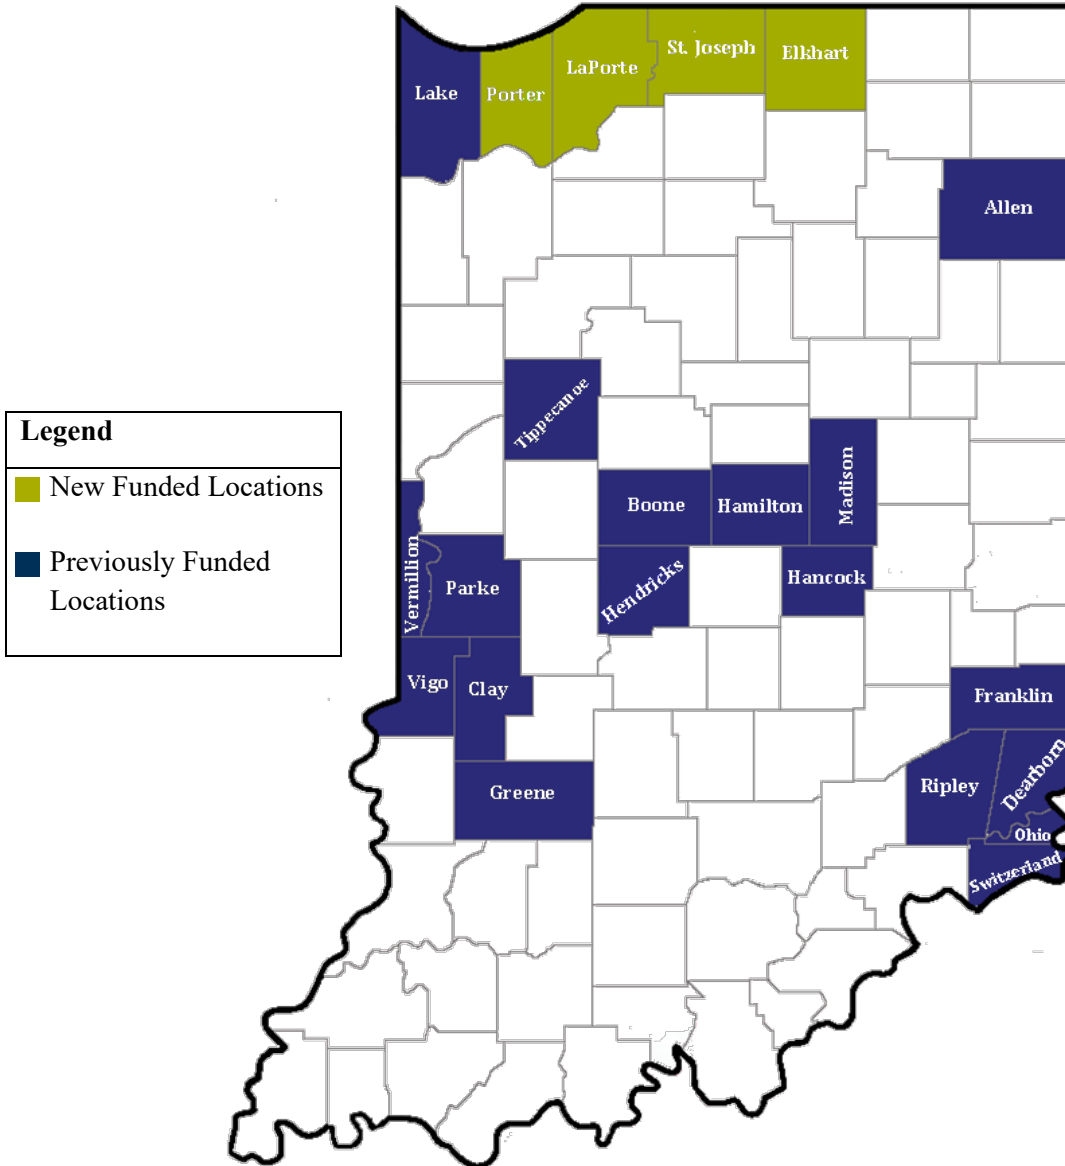 St. Joseph
Elkhart
LaPorte
Lake
Porter
Allen
Tippecanoe
Legend
New Funded Locations
Previously Funded
Locations
Boone
Hamilton
Madison
Vermillion
Parke
Hendricks
Hancock
Vigo
Clay
Franklin
Greene
Ripley
Dearborn
Ohio
Switzerland